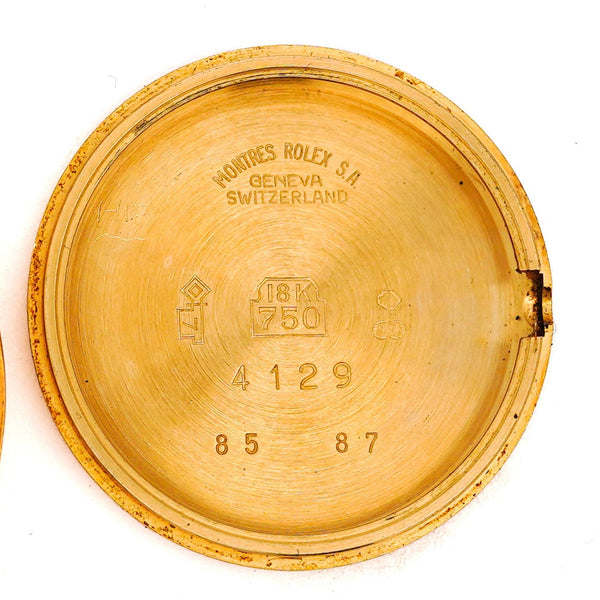 MONTRES ROLEX S.A.
GENEVA
SWITZERLAND
18K
750
4129
85 87